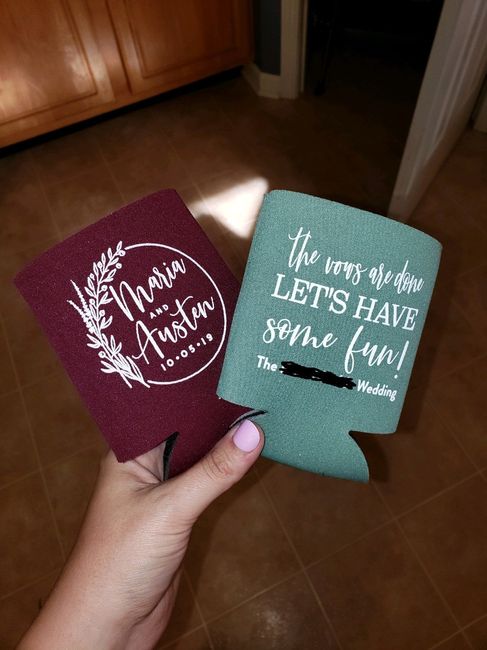 Maria
AND
Austen
10•05•19
the vows are done
LET'S HAVE
some fun!
The Wedding